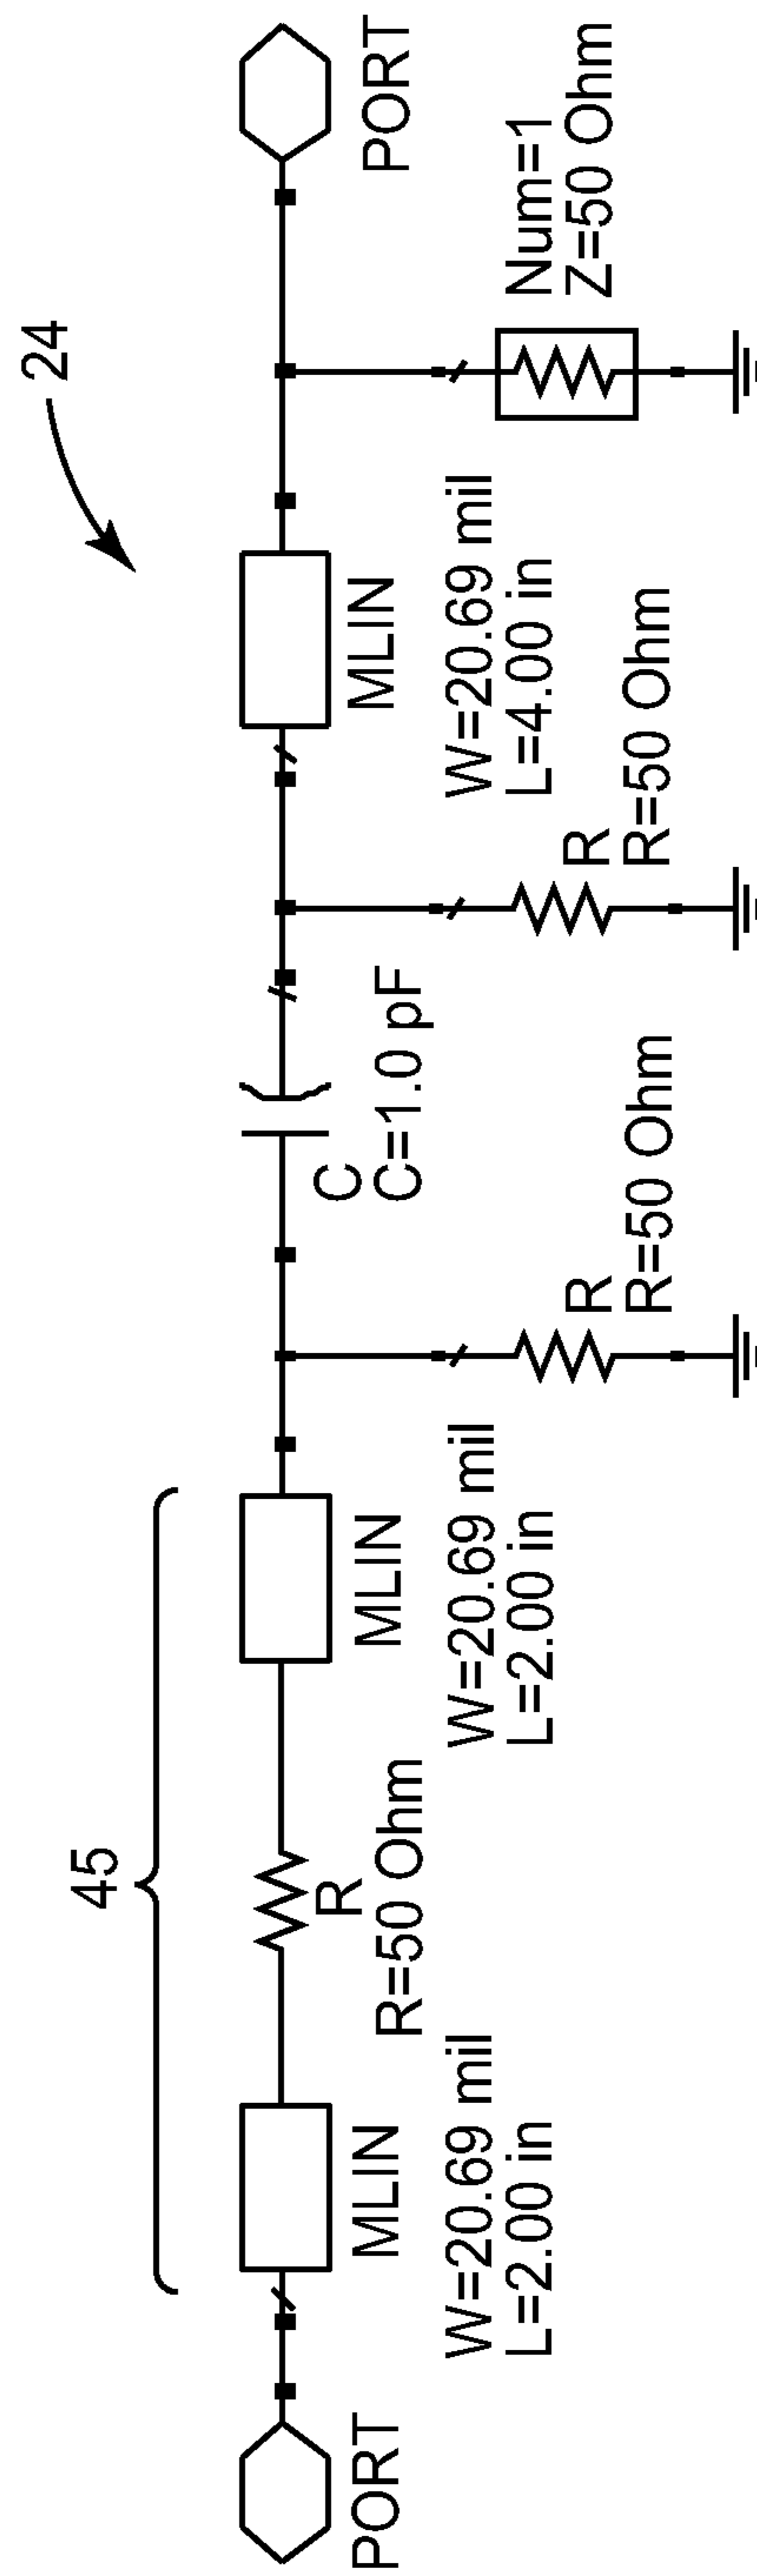 24
45
PORT
MLIN
W=20.69 mil
L=2.00 in
R
R=50 Ohm
MLIN
W=20.69 mil
L=2.00 in
R
R=50 Ohm
C
C=1.0 pF
R
R=50 Ohm
MLIN
W=20.69 mil
L=4.00 in
Num=1
Z=50 Ohm
PORT